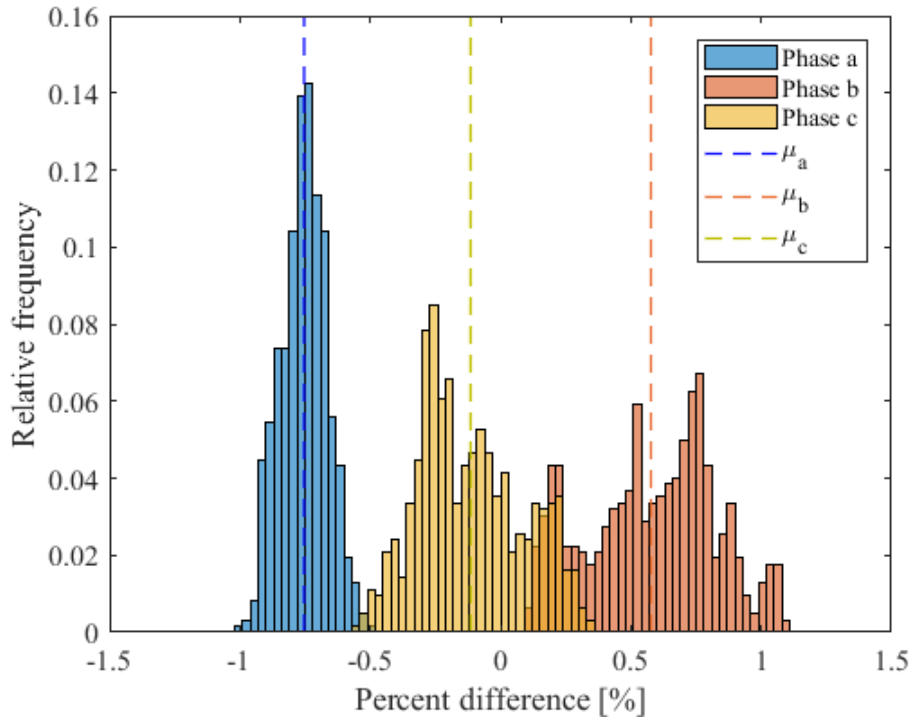 0.16
0.14
0.12
0.1
0.08
0.06
0.04
0.02
0
Relative frequency
-1.5
-1
-0.5
0
0.5
1
1.5
Percent difference [%]
Phase a
Phase b
Phase c
μa
μb
μc